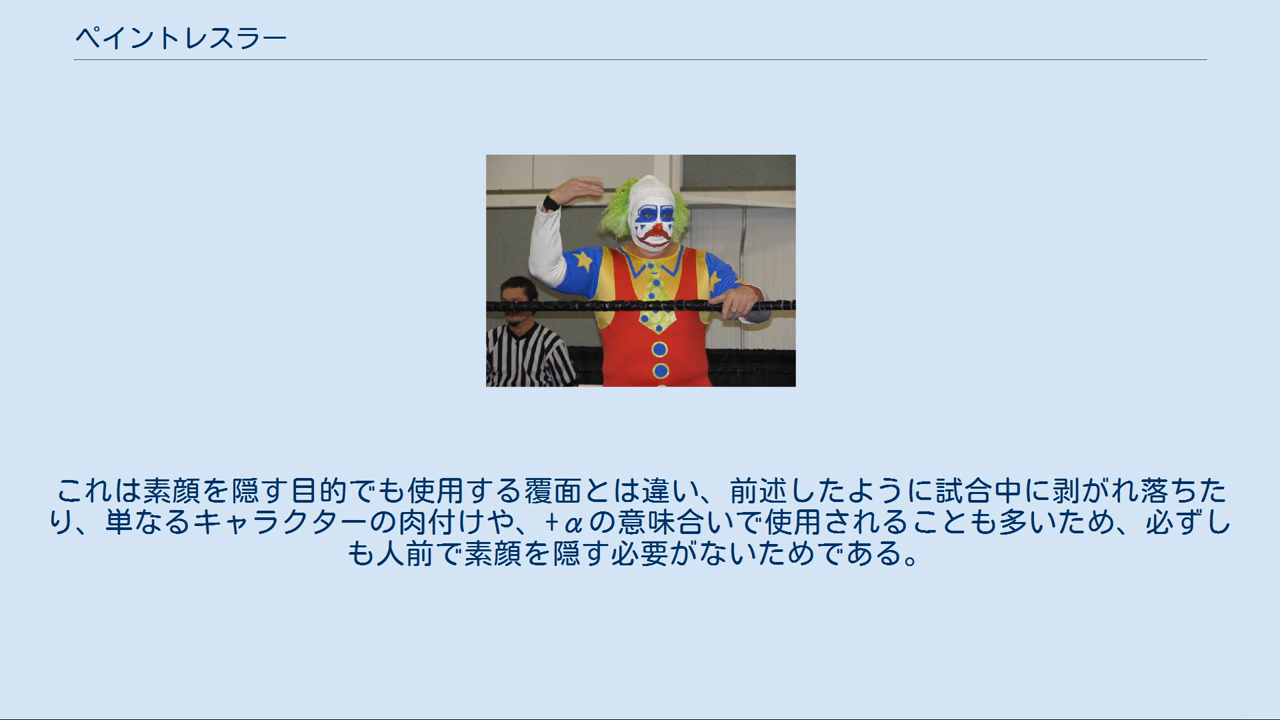 ペイントレスラー
これは素顔を隠す目的でも使用する覆面とは違い、前述したように試合中に剥がれ落ちた
り、単なるキャラクターの肉付けや、+αの意味合いで使用されることも多いため、必ずし
も人前で素顔を隠す必要がないためである。